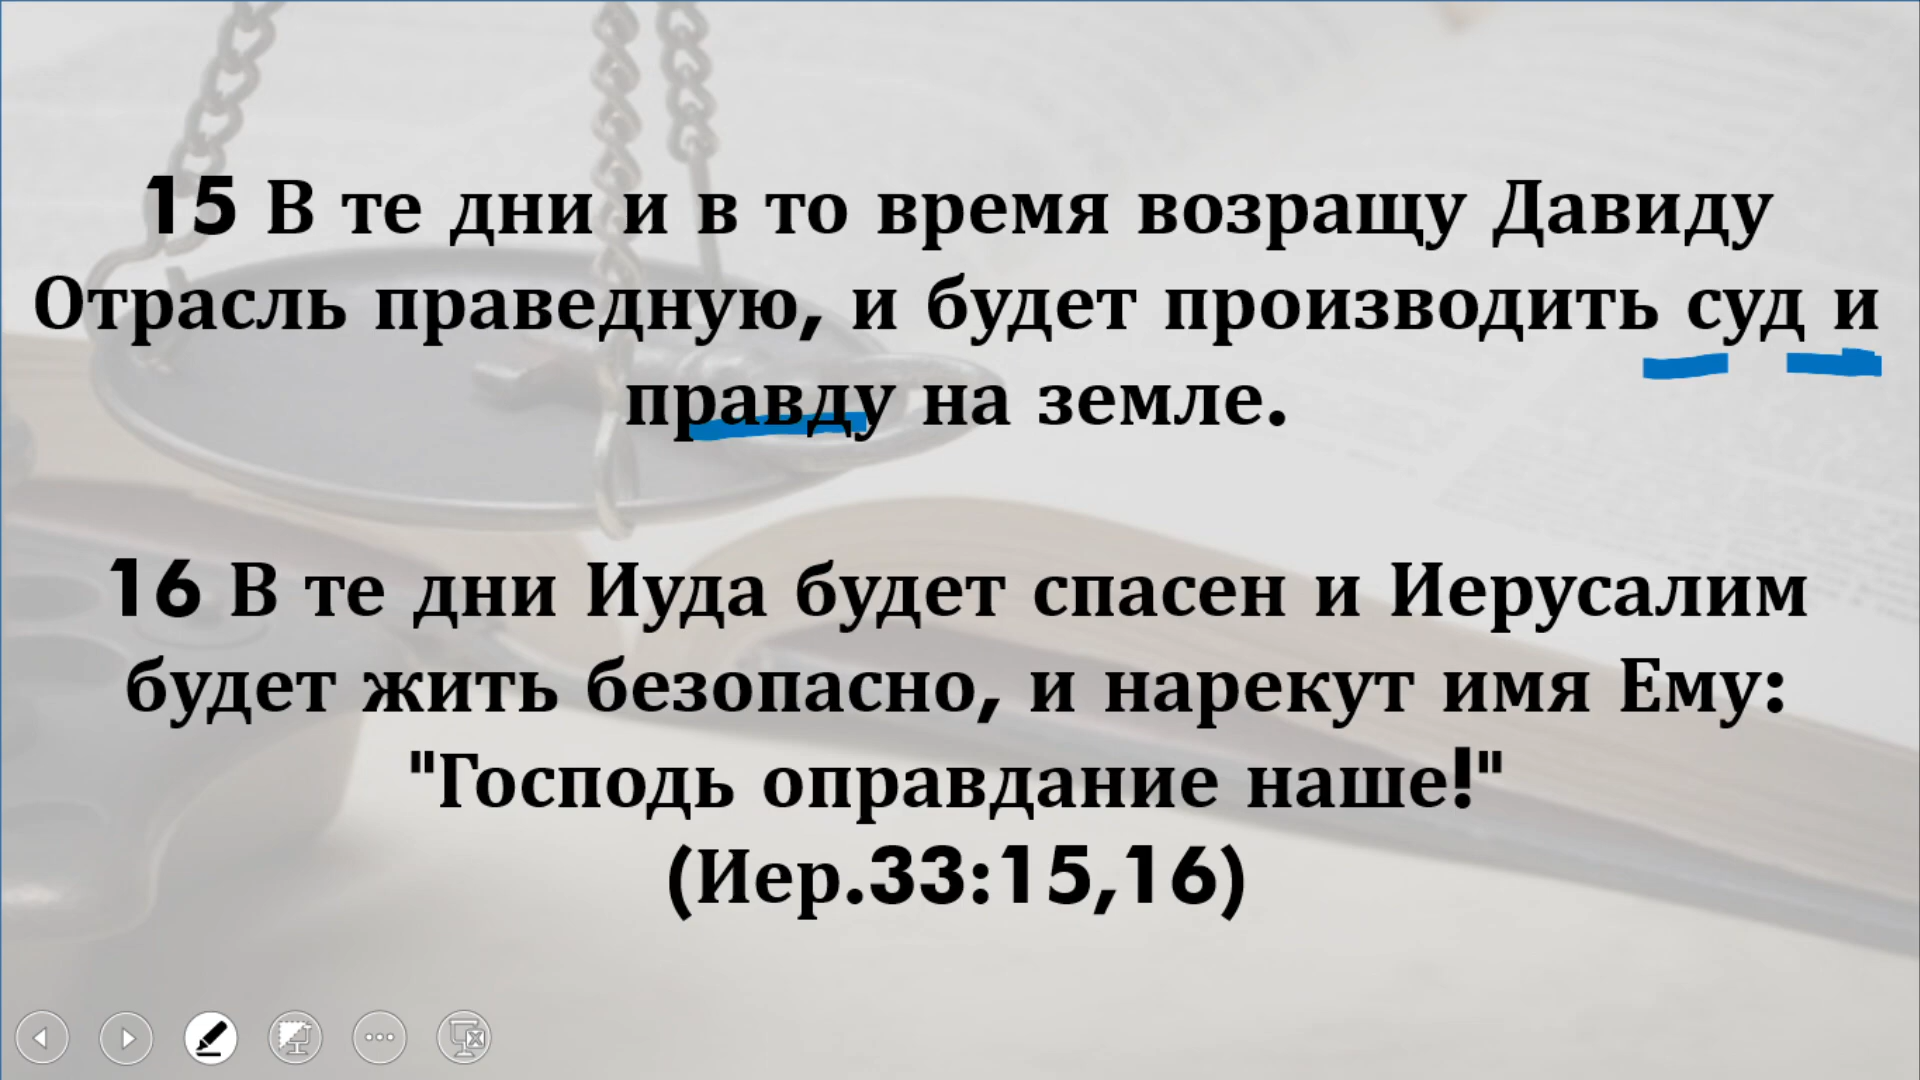 15 В те дни и в то время возращу Давиду
Отрасль праведную, и будет производить суд и
правду на земле.
16 В те дни Иуда будет спасен и Иерусалим
будет жить безопасно, и нарекут имя Ему:
"Господь оправдание наше!"
(Иер.33:15,16)